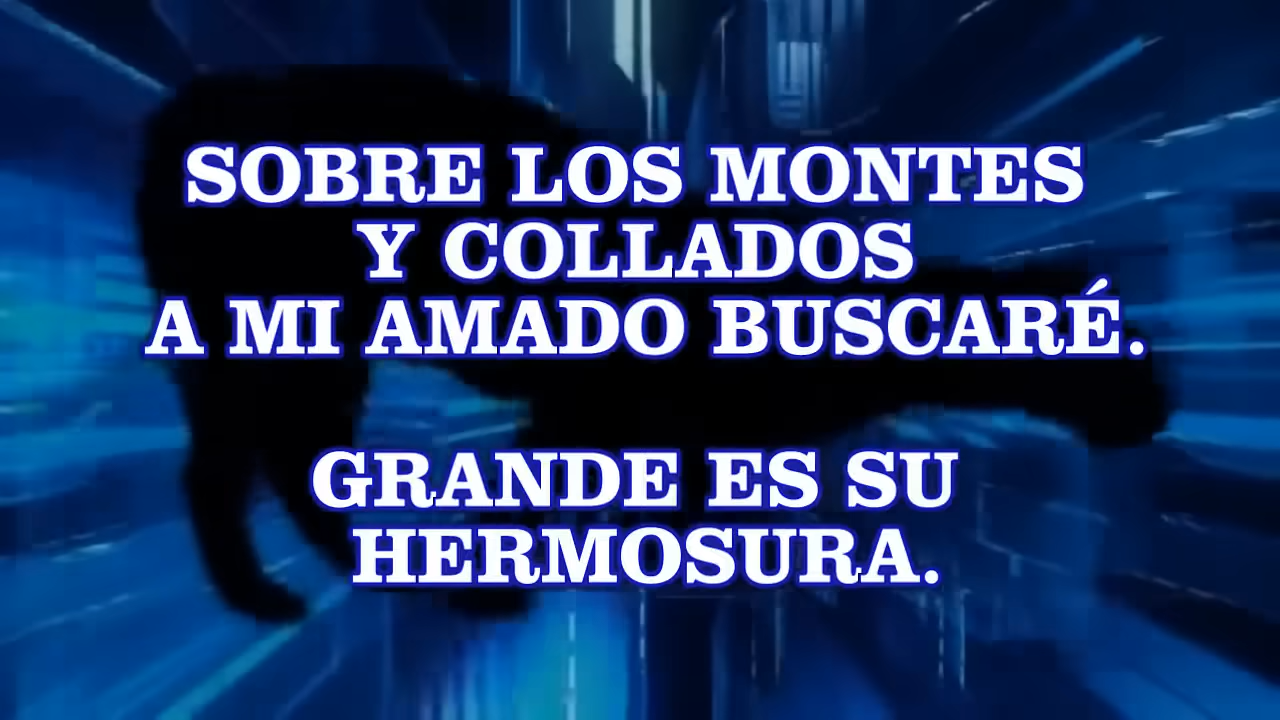 SOBRE LOS MONTES
Y COLLADOS
A MI AMADO BUSCARÉ.
GRANDE ES SU
HERMOSURA.